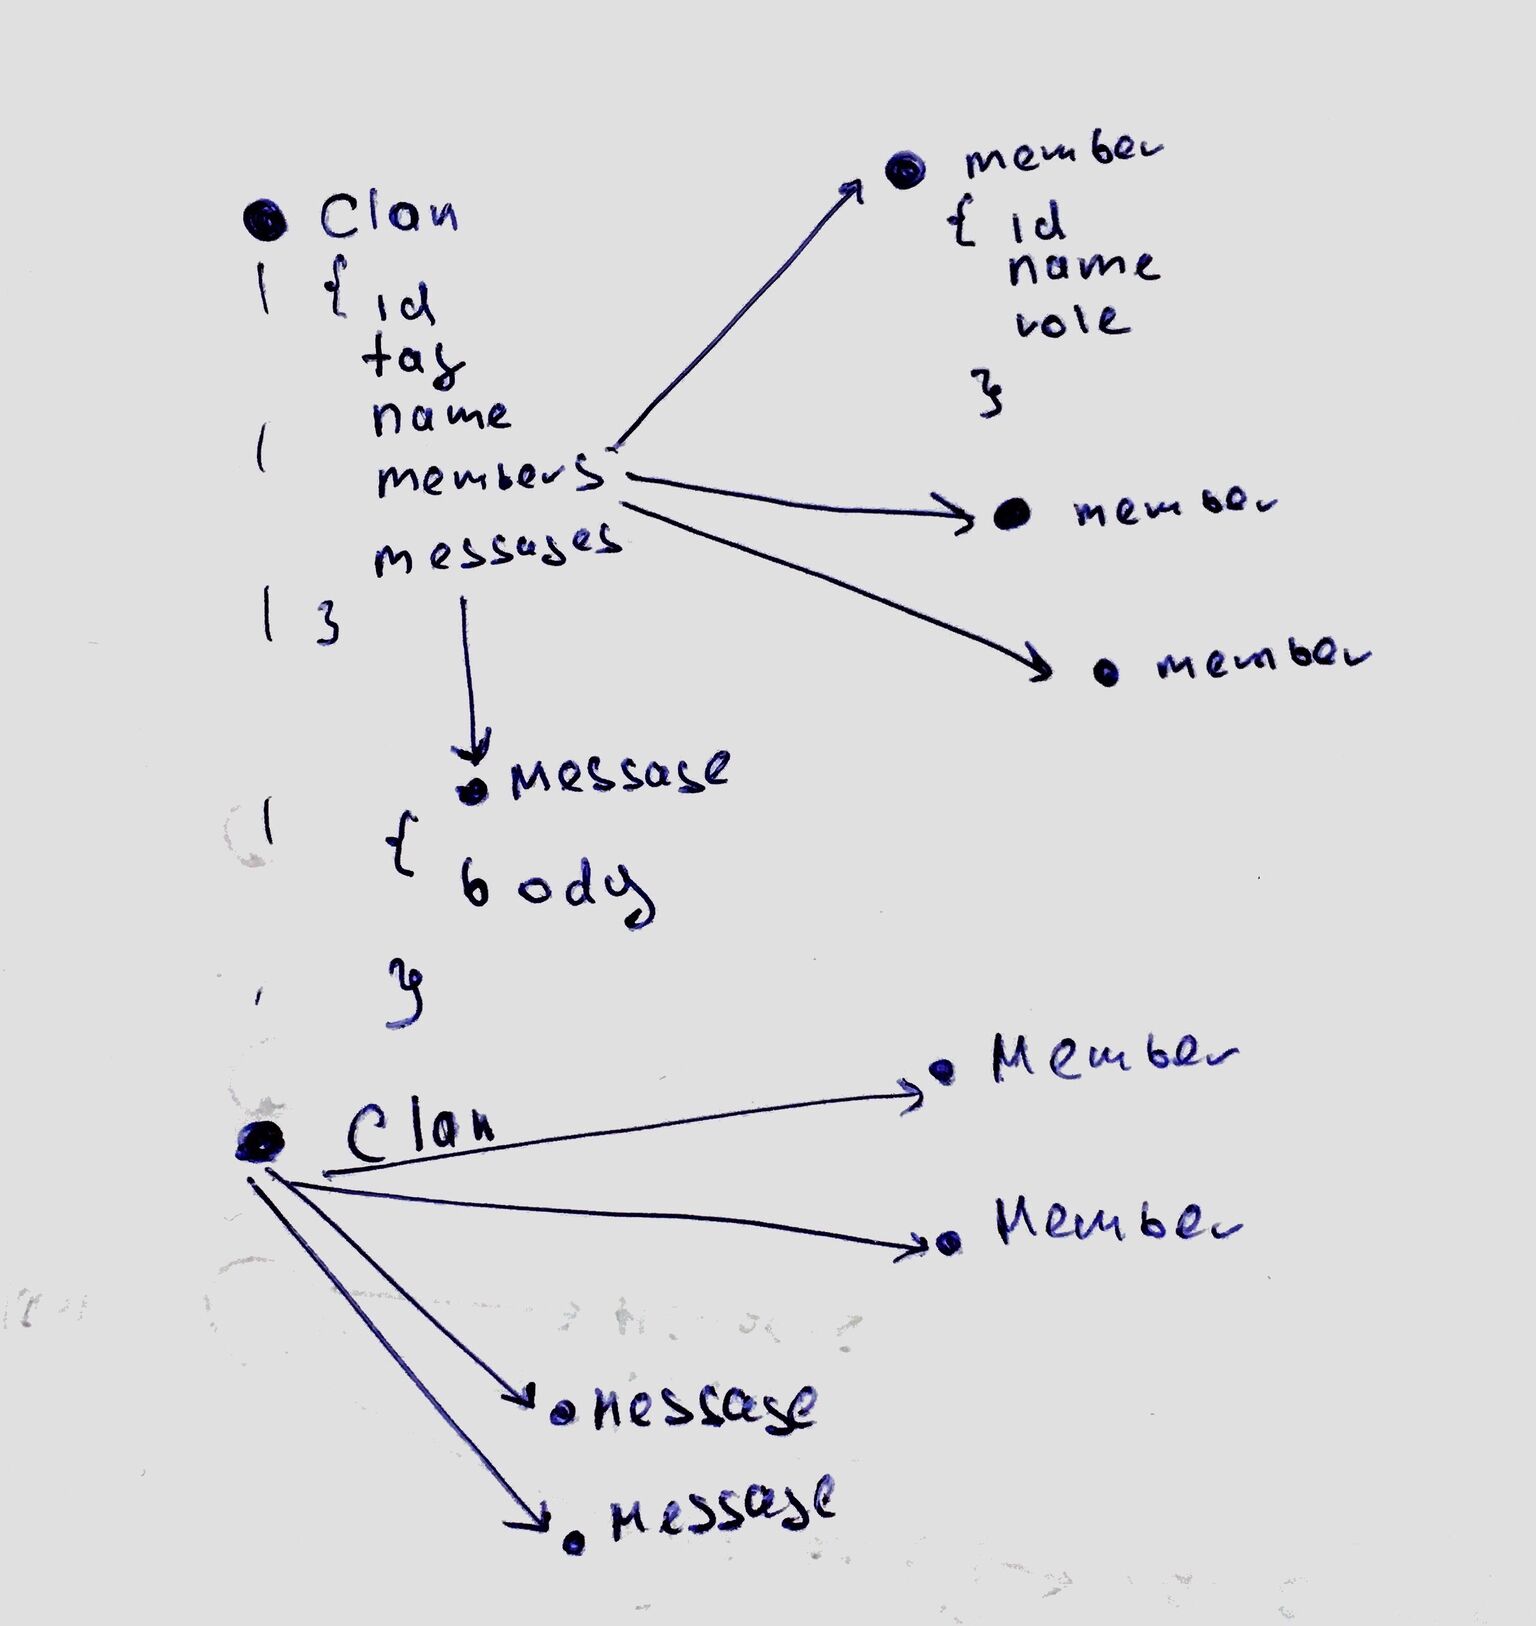 Clan
{ id
tag
name
members
messages
}
member
{ id
name
role
}
member
member
Message
{
body
}
Clan
Member
Member
Message
Message